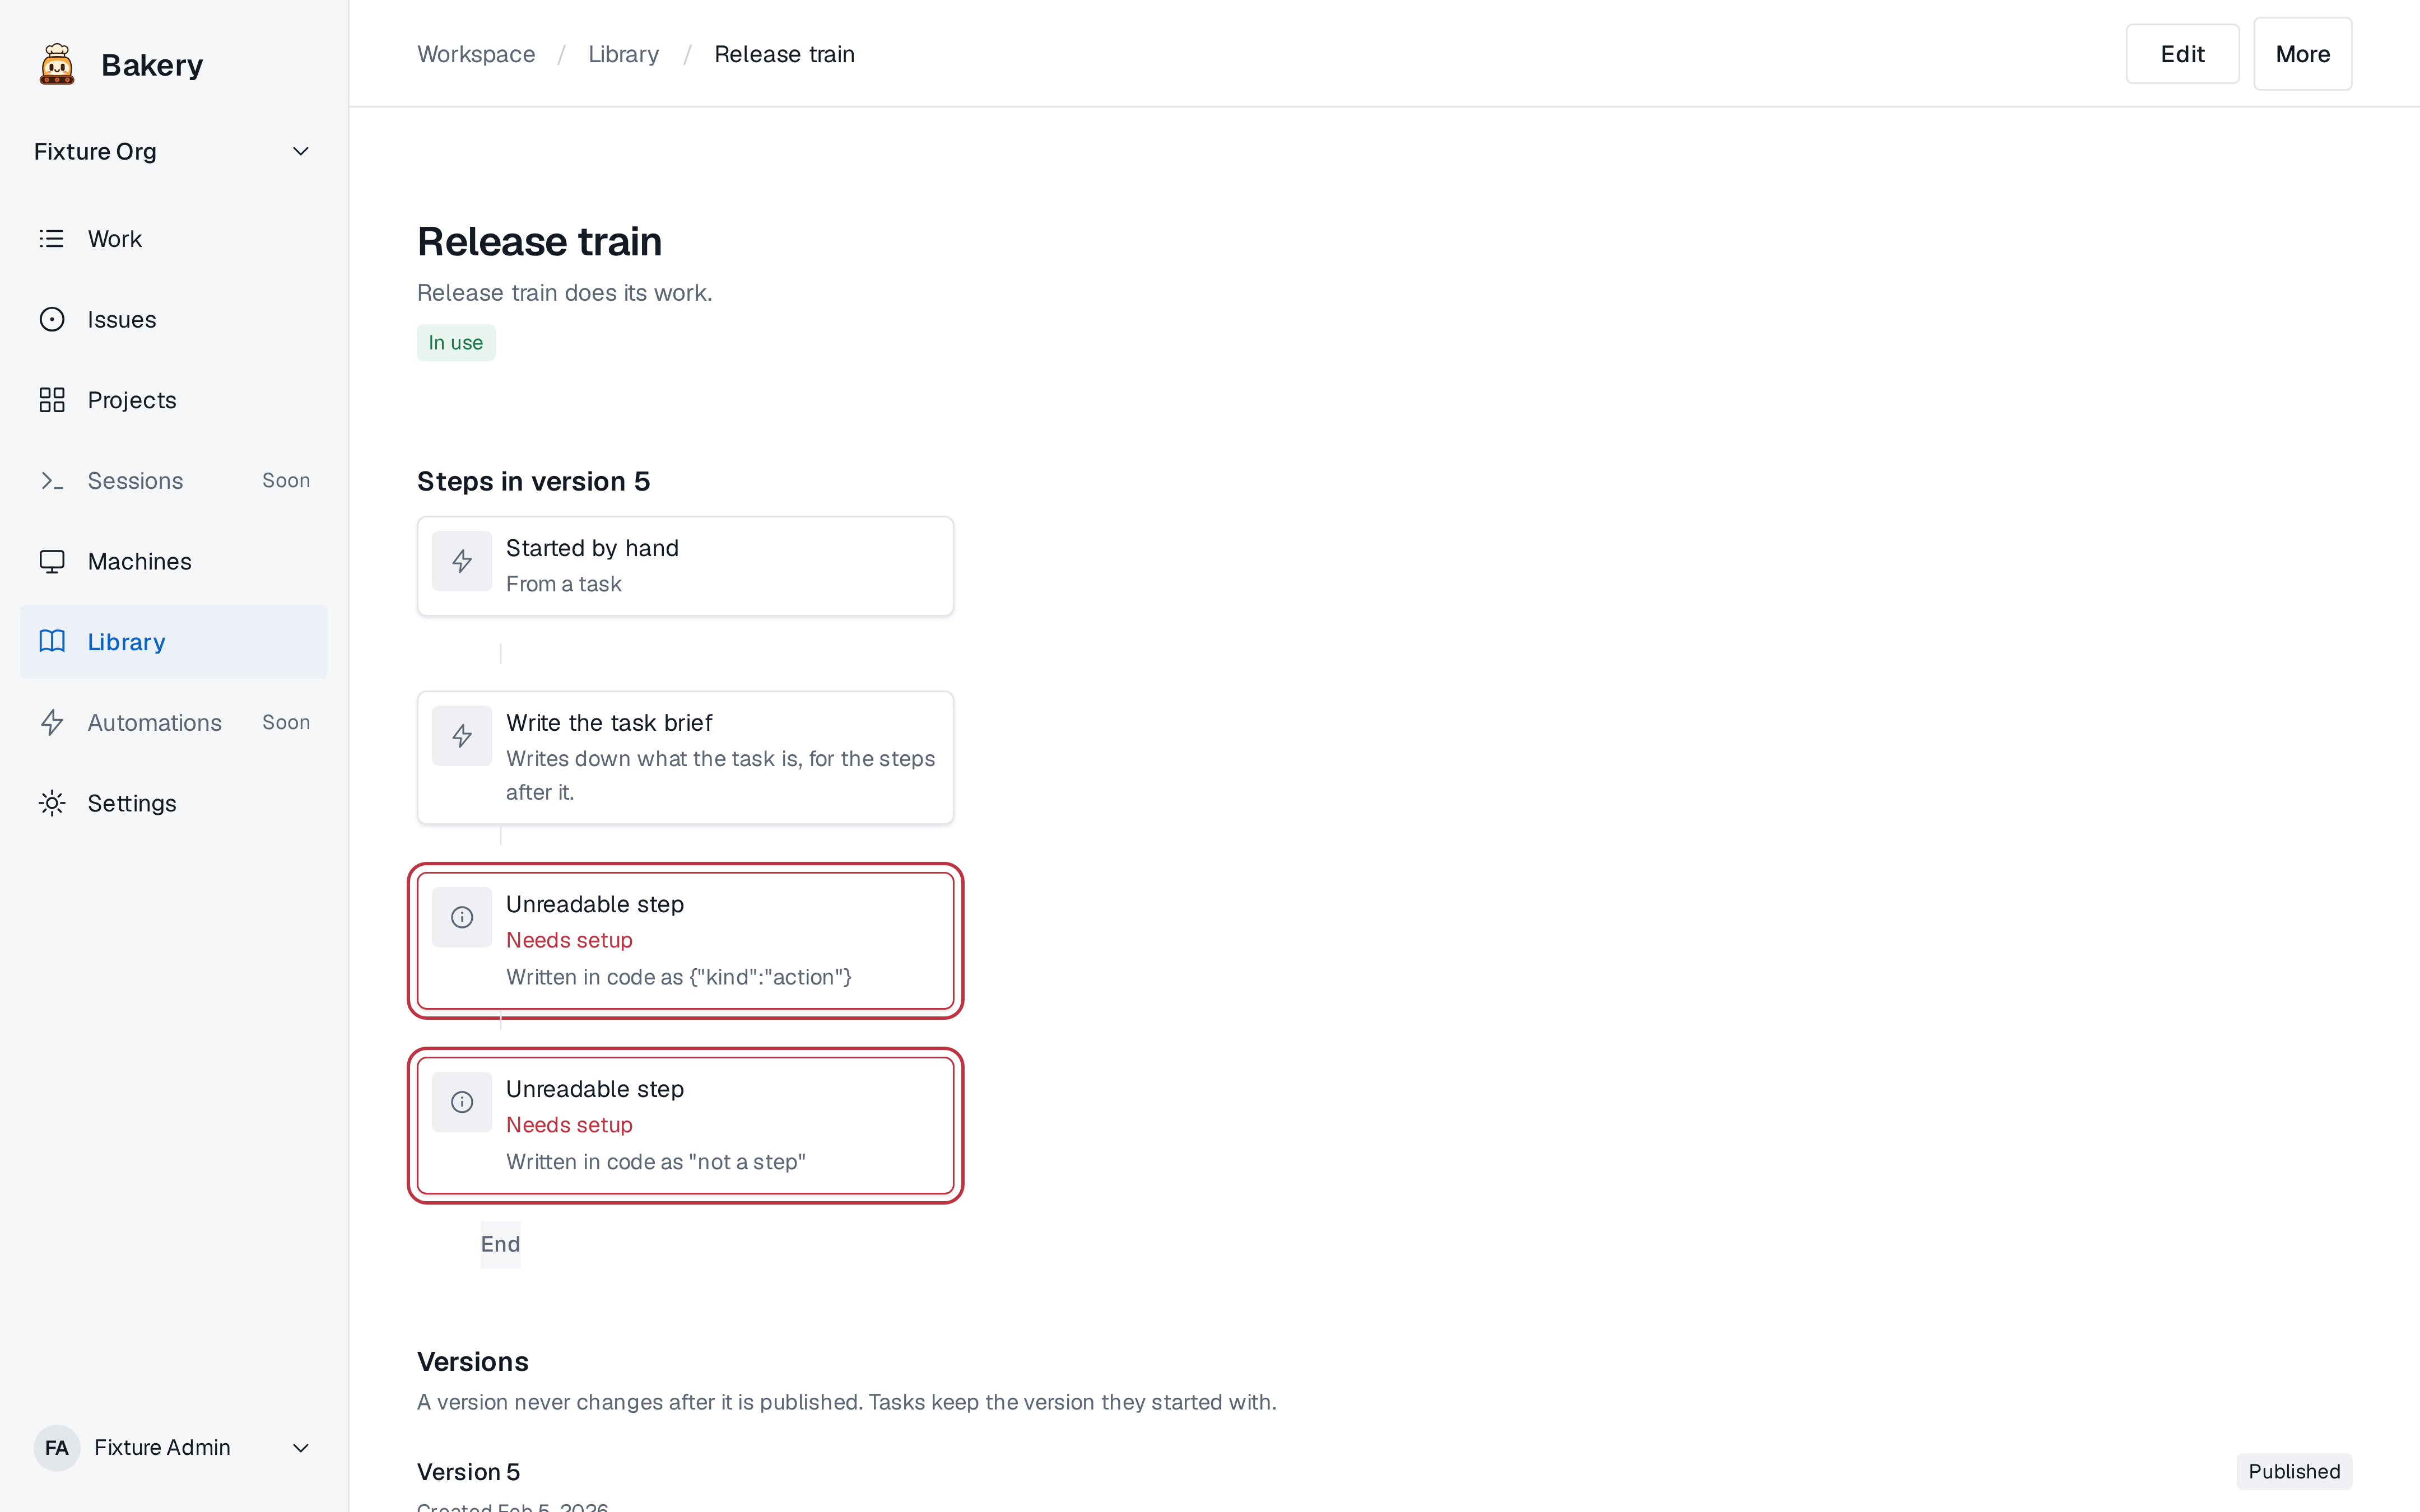 Bakery
Fixture Org
Work
Issues
Projects
Sessions Soon
Machines
Library
Automations Soon
Settings
FA Fixture Admin
Workspace / Library / Release train
Edit
More
Release train
Release train does its work.
In use
Steps in version 5
Started by hand
From a task
Write the task brief
Writes down what the task is, for the steps
after it.
Unreadable step
Needs setup
Written in code as {"kind":"action"}
Unreadable step
Needs setup
Written in code as "not a step"
End
Versions
A version never changes after it is published. Tasks keep the version they started with.
Version 5
Published
Created Feb 5, 2026